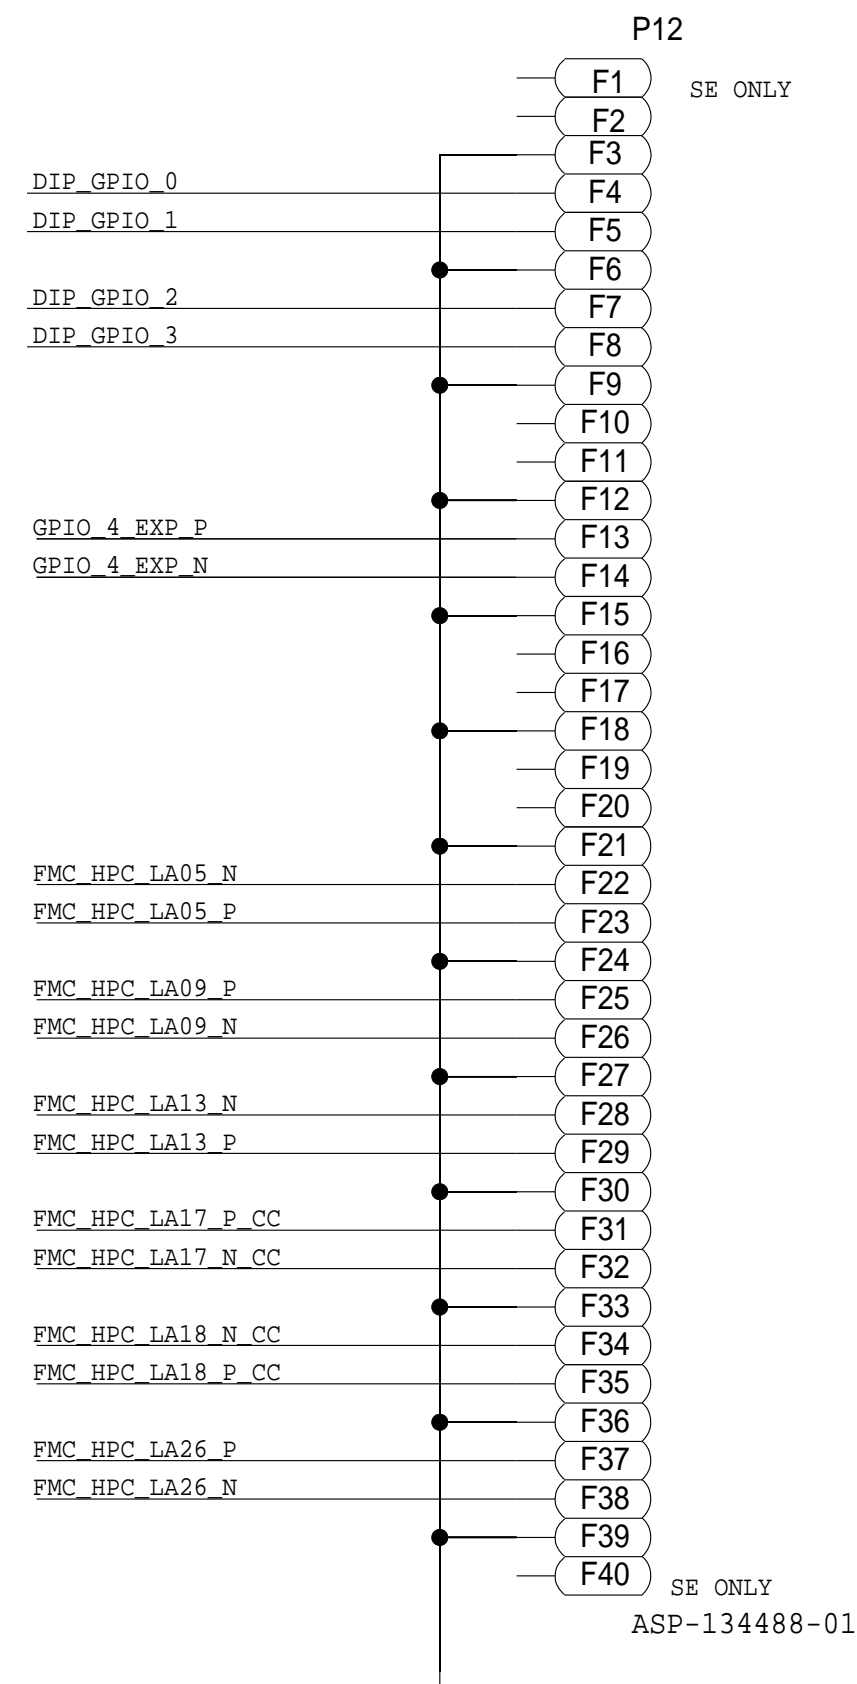 P12
F1 SE ONLY
F2
F3
DIP_GPIO_0 F4
DIP_GPIO_1 F5
F6
DIP_GPIO_2 F7
DIP_GPIO_3 F8
F9
F10
F11
F12
GPIO_4_EXP_P F13
GPIO_4_EXP_N F14
F15
F16
F17
F18
F19
F20
F21
FMC_HPC_LA05_N F22
FMC_HPC_LA05_P F23
F24
FMC_HPC_LA09_P F25
FMC_HPC_LA09_N F26
F27
FMC_HPC_LA13_N F28
FMC_HPC_LA13_P F29
F30
FMC_HPC_LA17_P_CC F31
FMC_HPC_LA17_N_CC F32
F33
FMC_HPC_LA18_N_CC F34
FMC_HPC_LA18_P_CC F35
F36
FMC_HPC_LA26_P F37
FMC_HPC_LA26_N F38
F39
F40 SE ONLY
ASP-134488-01